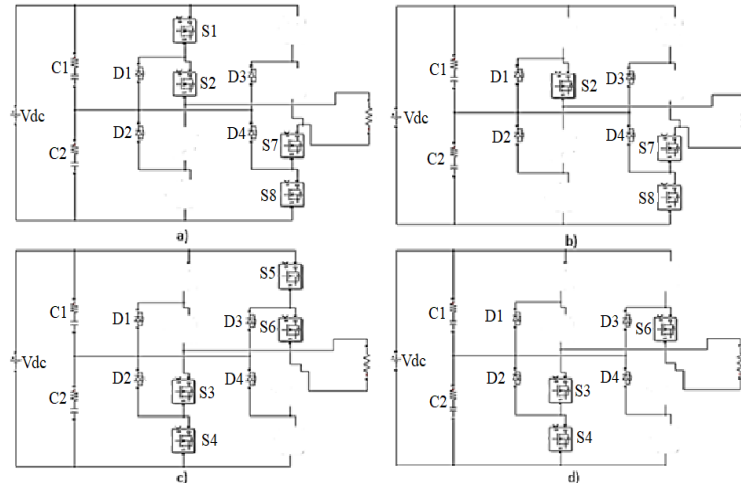 S1
C1
D1
D3
S2
Vdc
D2
D4
C2
S7
S8
a)
C1
D1
D3
S2
Vdc
D2
D4
C2
S7
S8
b)
S5
C1
D1
D3
S6
Vdc
D2
D4
C2
S3
S4
c)
C1
D1
D3
S6
Vdc
D2
D4
C2
S3
S4
d)